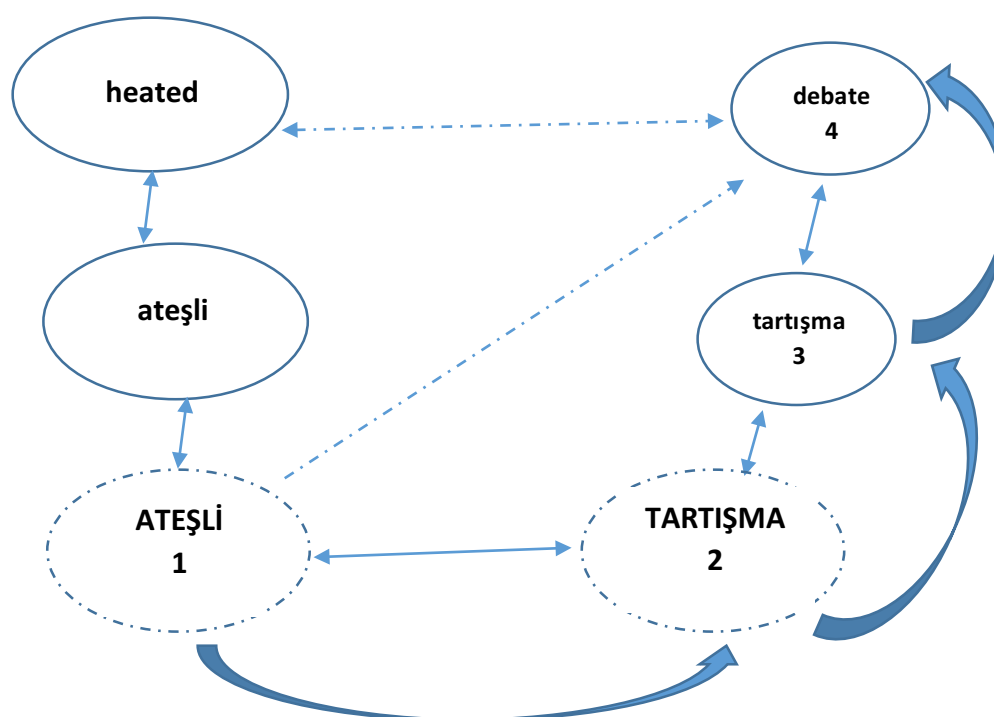 heated
debate
4
ateşli
tartışma
3
ATEŞLİ
1
TARTIŞMA
2